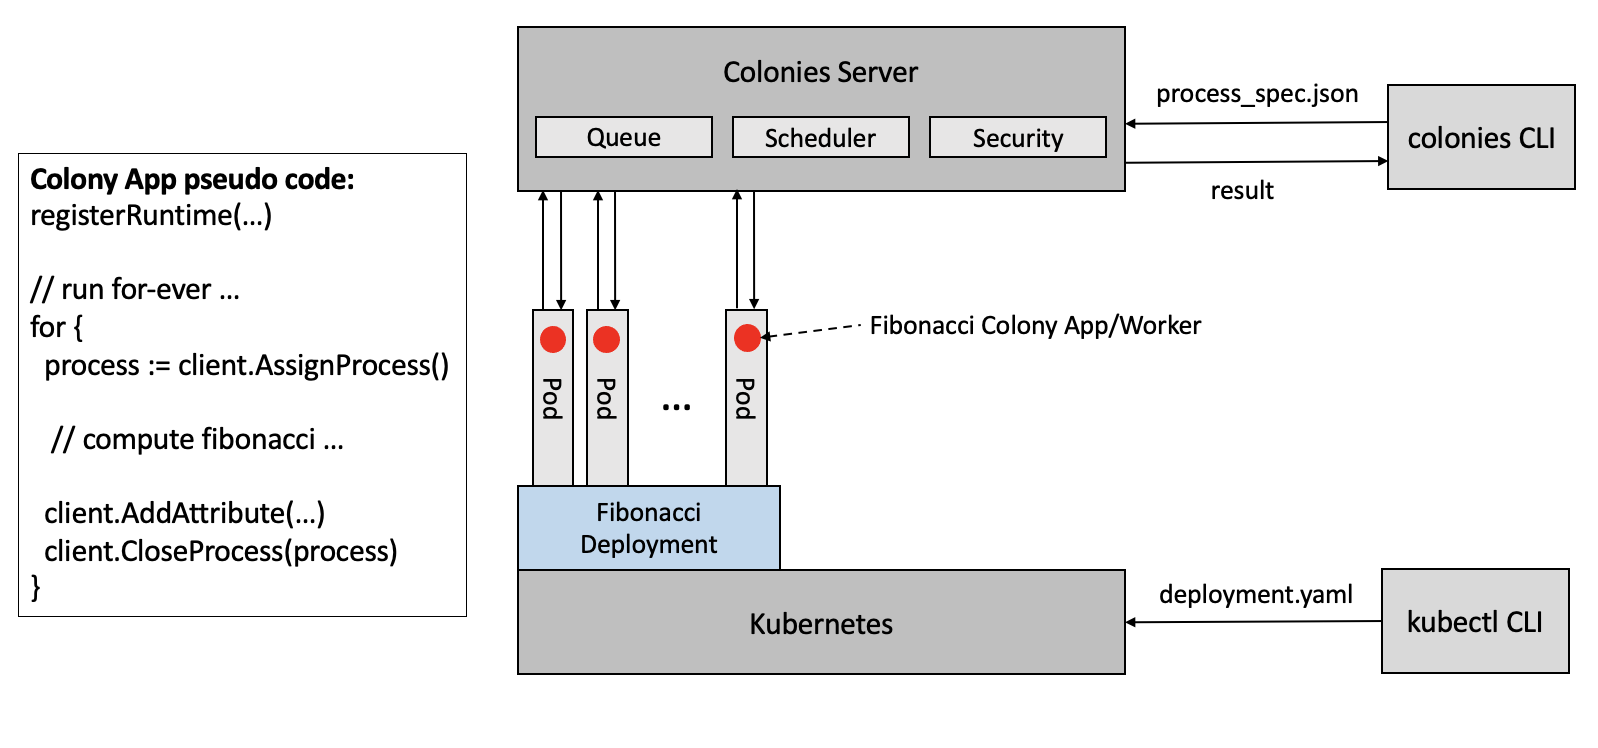 Colony App pseudo code:
registerRuntime(...)
// run for-ever ...
for {
process := client.AssignProcess()
// compute fibonacci ...
client.AddAttribute(...)
client.CloseProcess(process)
}
Colonies Server
Queue
Scheduler
Security
process_spec.json
result
colonies CLI
Pod
Pod
...
Pod
Fibonacci Colony App/Worker
Fibonacci
Deployment
Kubernetes
deployment.yaml
kubectl CLI